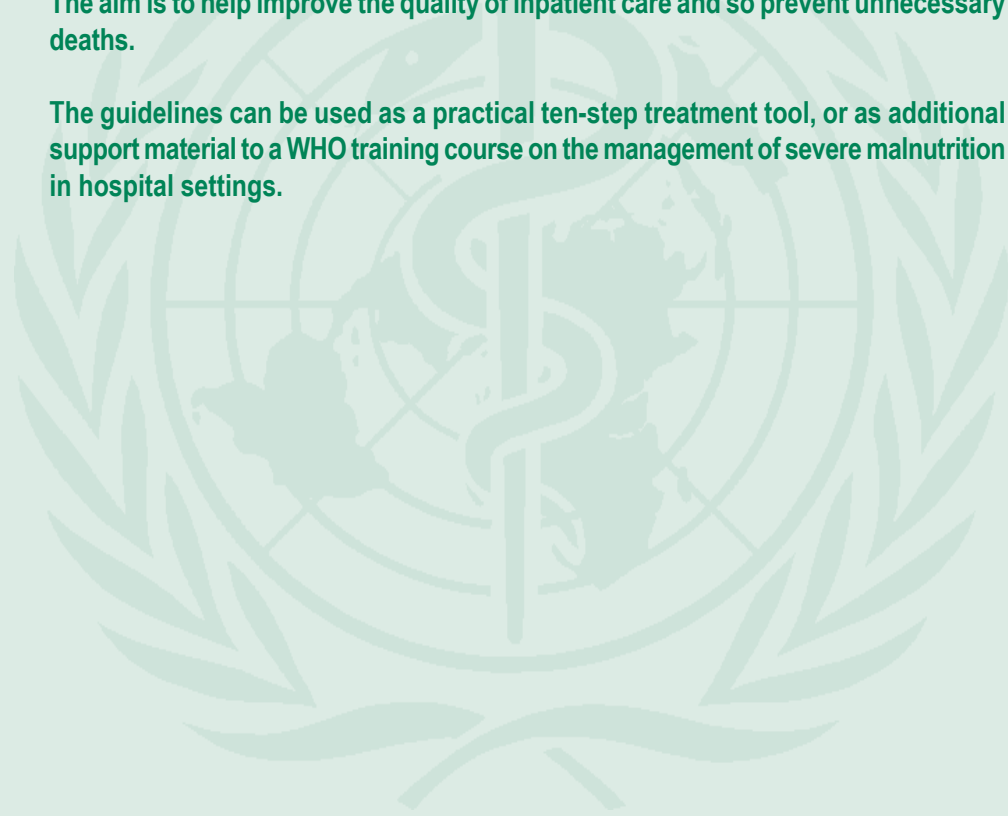 The aim is to help improve the quality of inpatient care and so prevent unnecessary
deaths.
The guidelines can be used as a practical ten-step treatment tool, or as additional
support material to a WHO training course on the management of severe malnutrition
in hospital settings.